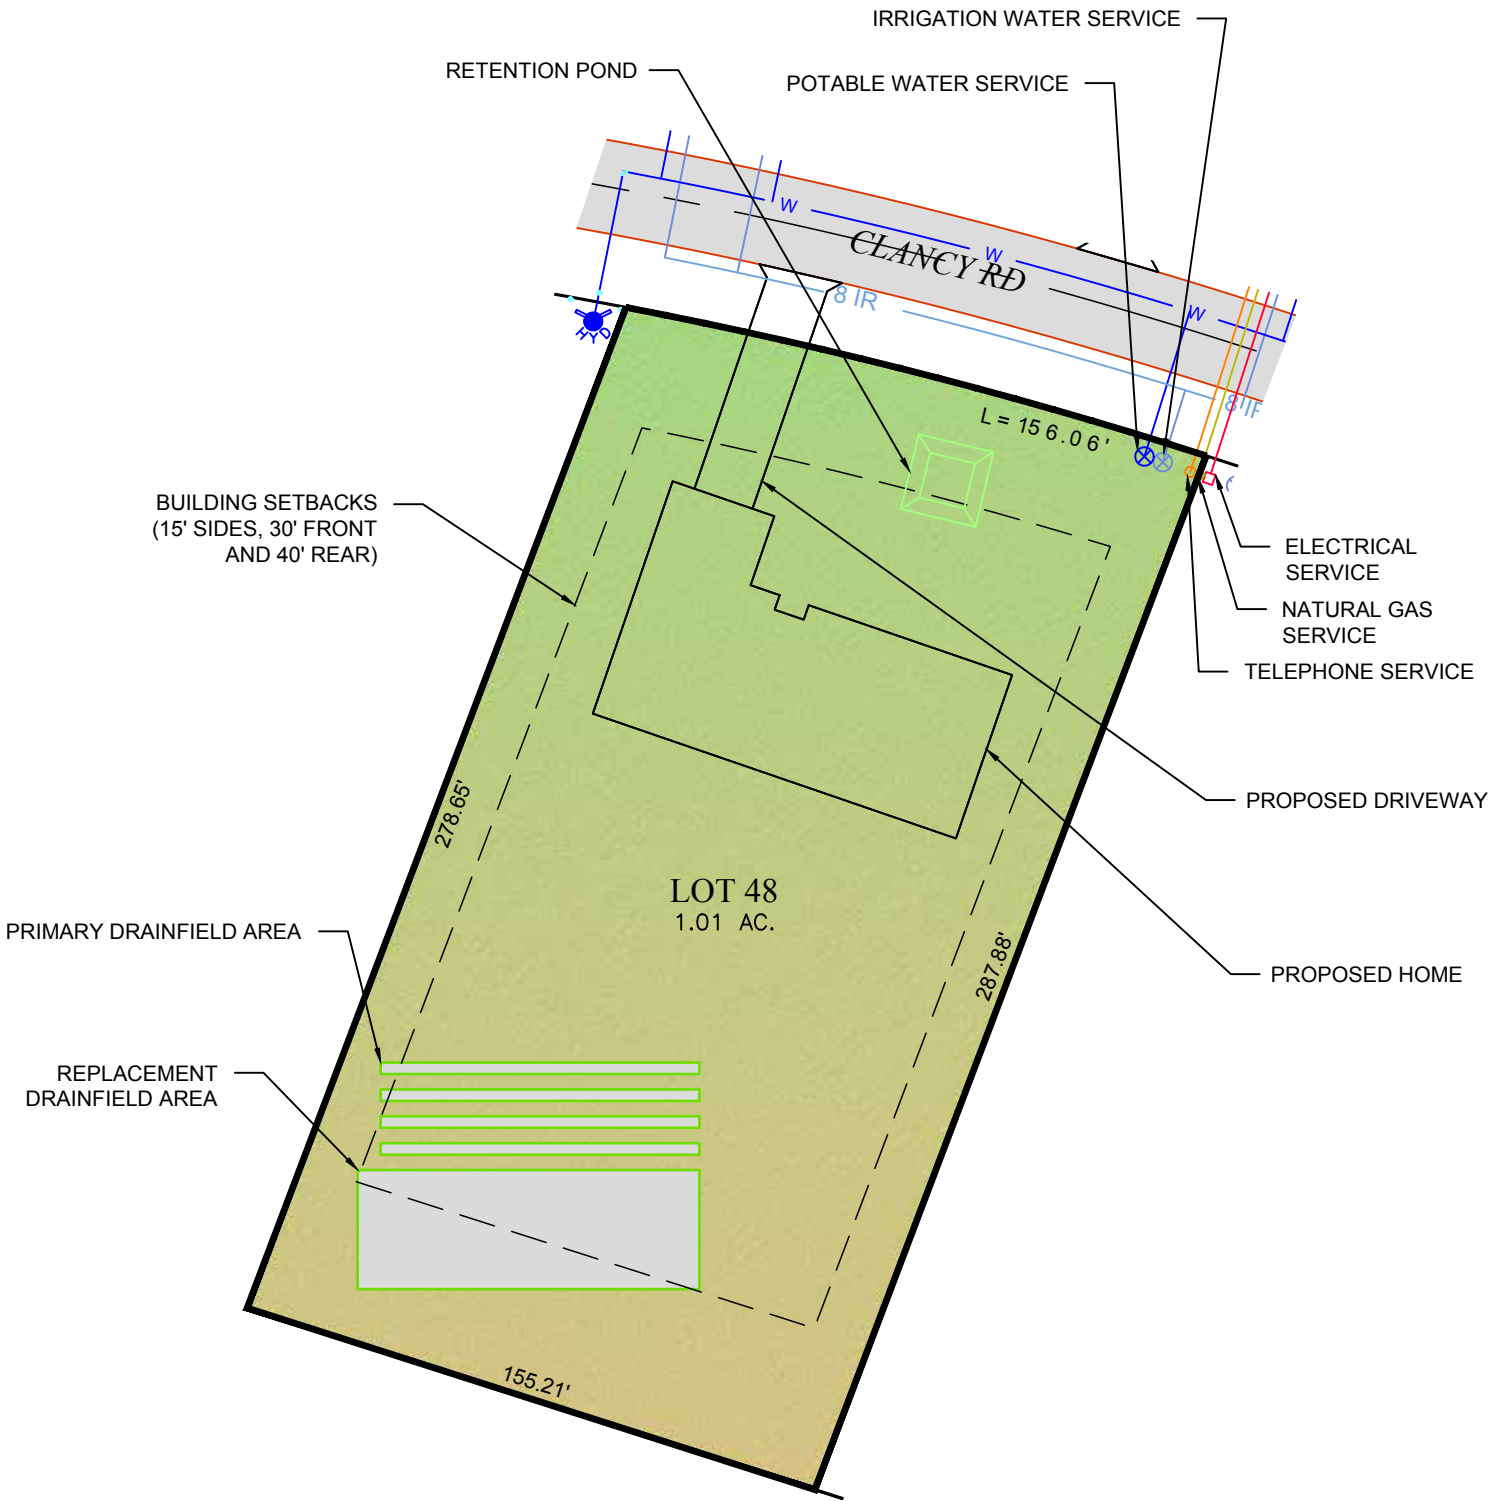 IRRIGATION WATER SERVICE
RETENTION POND
POTABLE WATER SERVICE
W
CLANCY RD
W
8 IR
W
HYD
8"
L = 156.06'
BUILDING SETBACKS
(15' SIDES, 30' FRONT
AND 40' REAR)
ELECTRICAL
SERVICE
NATURAL GAS
SERVICE
TELEPHONE SERVICE
278.65'
PROPOSED DRIVEWAY
LOT 48
1.01 AC.
PRIMARY DRAINFIELD AREA
287.88'
PROPOSED HOME
REPLACEMENT
DRAINFIELD AREA
155.21'